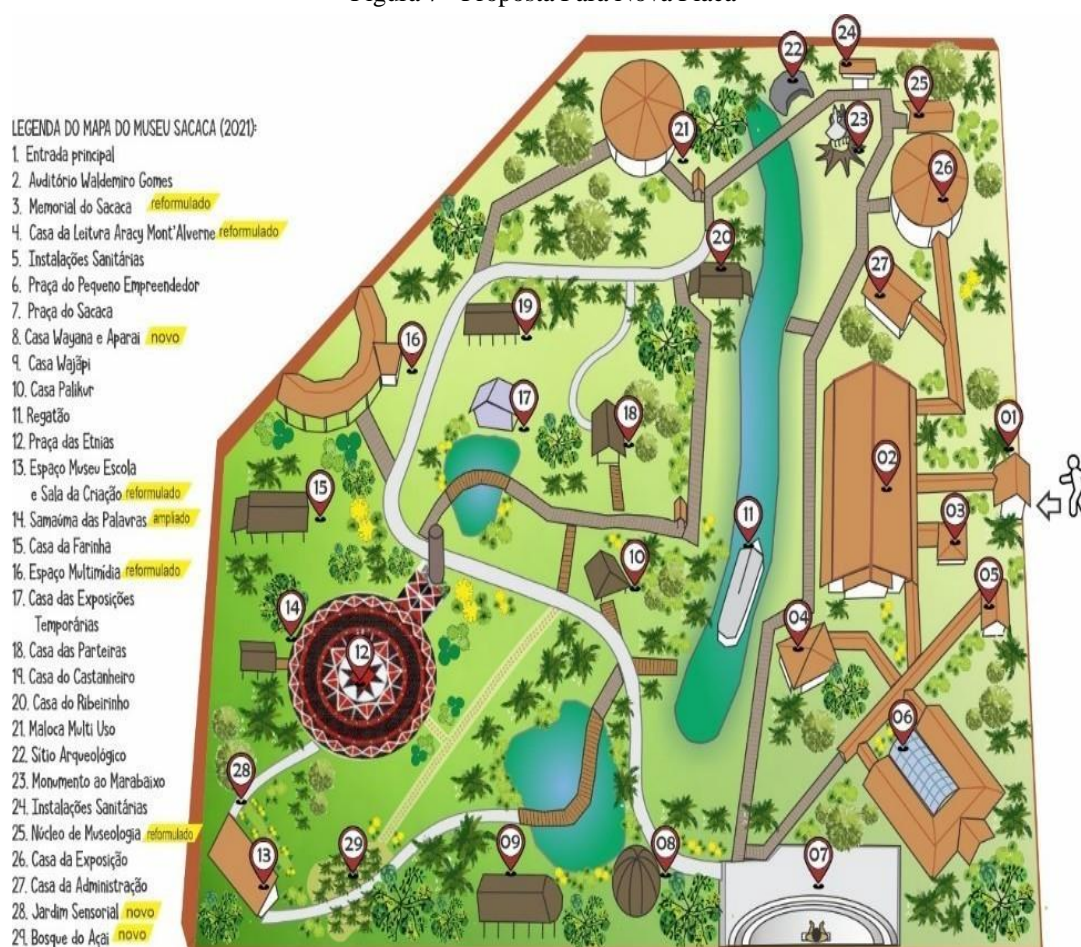 Figura 7 - Proposta Para Nova Placa
LEGENDA DO MAPA DO MUSEU SACACA (2021):
1. Entrada principal
2. Auditório Waldemiro Gomes
3. Memorial do Sacaca reformulado
4. Casa da Leitura Aracy Mont'Alverne reformulado
5. Instalações Sanitárias
6. Praça do Pequeno Empreendedor
7. Praça do Sacaca
8. Casa Wayana e Aparai novo
9. Casa Wajãpi
10. Casa Palikur
11. Regatão
12. Praça das Etnias
13. Espaço Museu Escola
e Sala da Criação reformulado
14. Samaúma das Palavras ampliado
15. Casa da Farinha
16. Espaço Multimídia reformulado
17. Casa das Exposições
Temporárias
18. Casa das Parteiras
19. Casa do Castanheiro
20. Casa do Ribeirinho
21. Maloca Multi Uso
22. Sítio Arqueológico
23. Monumento ao Marabaixo
24. Instalações Sanitárias
25. Núcleo de Museologia reformulado
26. Casa da Exposição
27. Casa da Administração
28. Jardim Sensorial novo
29. Bosque do Açai novo
24
22
25
23
21
26
20
27
19
16
17
18
01
02
15
11
03
10
05
14
04
12
06
28
13
29
09
08
07